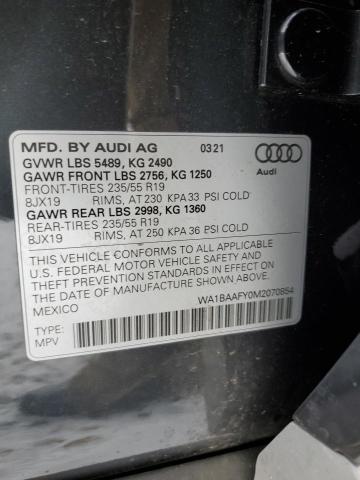 MFD. BY AUDI AG 03 21
GVWR LBS 5489, KG 2490
GAWR FRONT LBS 2756, KG 1250
FRONT-TIRES 235/55 R19
8JX19 RIMS, AT 230 KPA 33 PSI COLD
GAWR REAR LBS 2998, KG 1360
REAR-TIRES 235/55 R19
8JX19 RIMS, AT 250 KPA 36 PSI COLD
Audi
THIS VEHICLE CONFORMS TO ALL APPLICABLE
U.S. FEDERAL MOTOR VEHICLE SAFETY, BUMPER, AND
THEFT PREVENTION STANDARDS IN EFFECT ON THE
DATE OF MANUFACTURE SHOWN ABOVE.
MEXICO
WA1BAAFY0M2070854
TYPE:
MPV